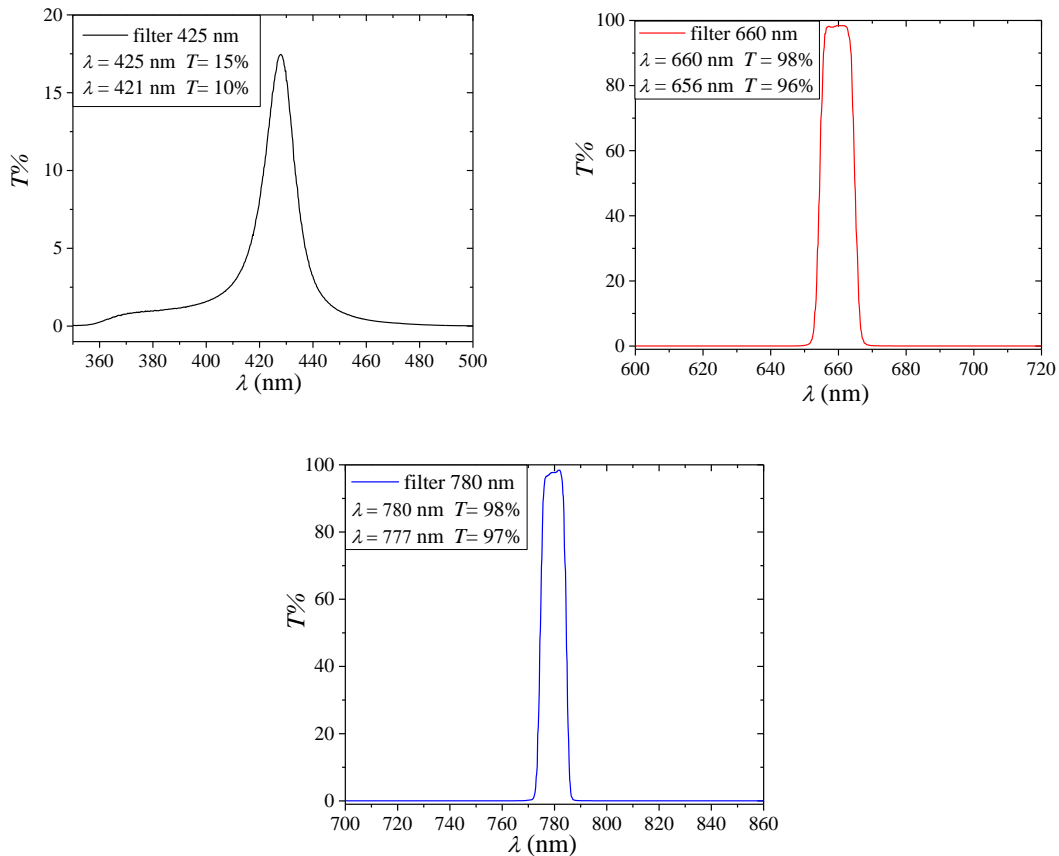 filter 425 nm
λ = 425 nm T = 15%
λ = 421 nm T= 10%
20
15
10
5
0
T%
360 380 400 420 440 460 480 500
λ (nm)
filter 660 nm
λ = 660 nm T = 98%
λ = 656 nm T = 96%
100
80
60
40
20
0
T%
600 620 640 660 680 700 720
λ (nm)
filter 780 nm
λ = 780 nm T= 98%
λ = 777 nm T= 97%
100
80
60
40
20
0
T%
700 720 740 760 780 800 820 840 860
λ (nm)